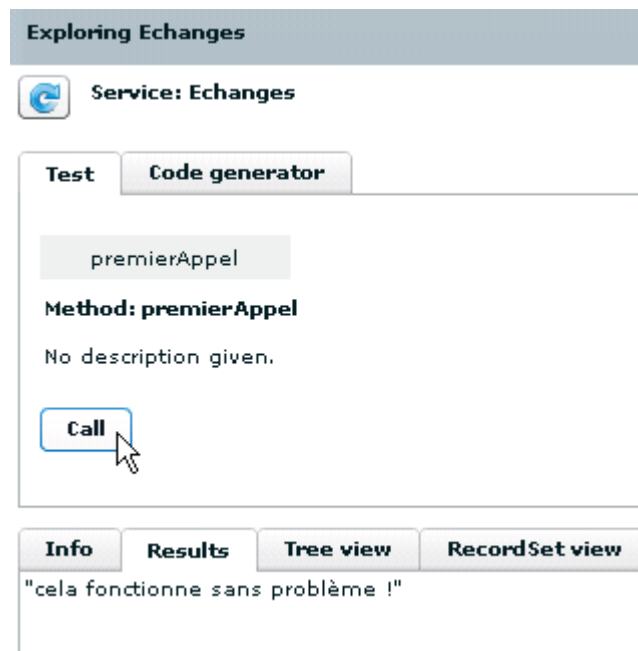 Exploring Echanges
Service: Echanges
Test Code generator
premierAppel
Method: premierAppel
No description given.
Call
Info Results Tree view RecordSet view
"cela fonctionne sans problème !"